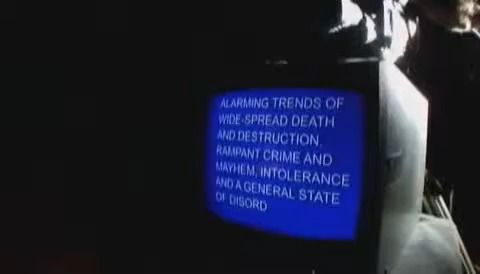 ALARMING TRENDS OF
WIDE-SPREAD DEATH
AND DESTRUCTION,
RAMPANT CRIME AND
MAYHEM, INTOLERANCE
AND A GENERAL STATE
OF DISORD